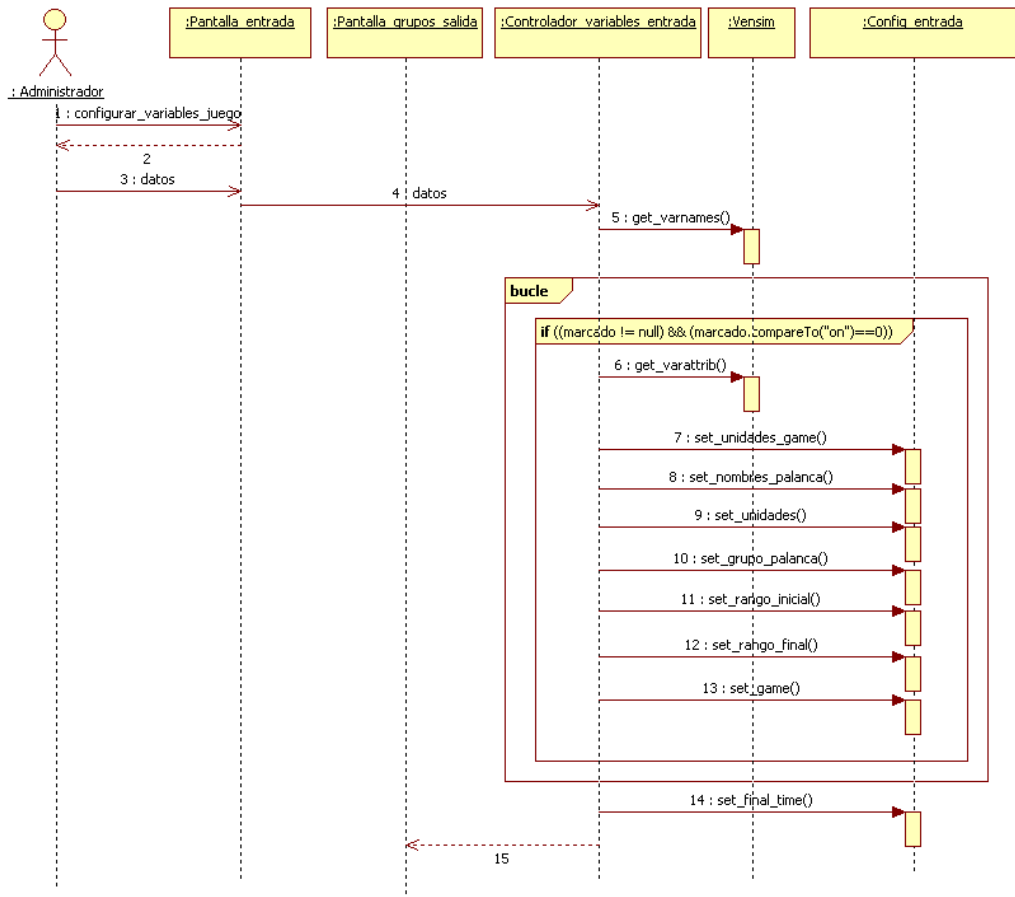 :Pantalla_entrada
:Pantalla_grupos_salida
:Controlador_variables_entrada
:Vensim
:Config_entrada
: Administrador
1 : configurar_variables_juego
2
3 : datos
4 : datos
5 : get_varnames()
bucle
if ((marcado != null) && (marcado.compareTo("on")==0))
6 : get_varattrib()
7 : set_unidades_game()
8 : set_nombres_palanca()
9 : set_unidades()
10 : set_grupo_palanca()
11 : set_rango_inicial()
12 : set_rango_final()
13 : set_game()
14 : set_final_time()
15